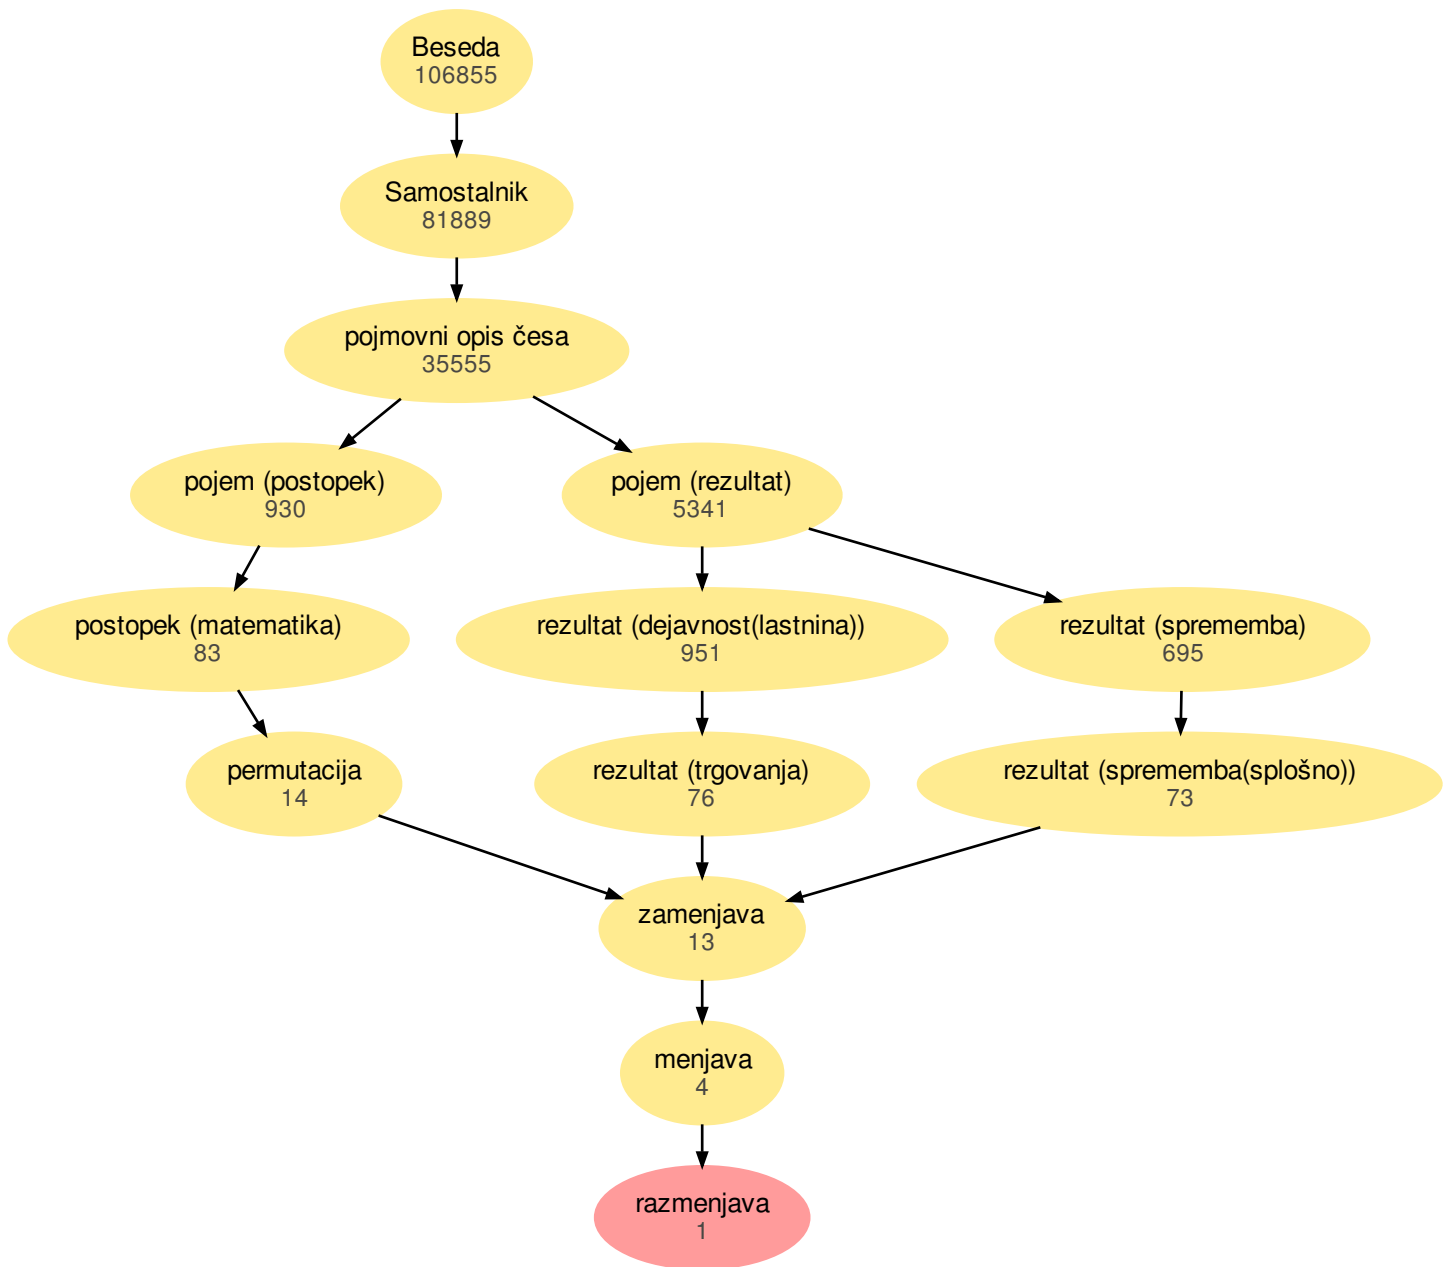 Beseda
106855
Samostalnik
81889
pojmovni opis česa
35555
pojem (postopek)
930
pojem (rezultat)
5341
postopek (matematika)
83
rezultat (dejavnost(lastnina))
951
rezultat (sprememba)
695
permutacija
14
rezultat (trgovanja)
76
rezultat (sprememba(splošno))
73
zamenjava
13
menjava
4
razmenjava
1